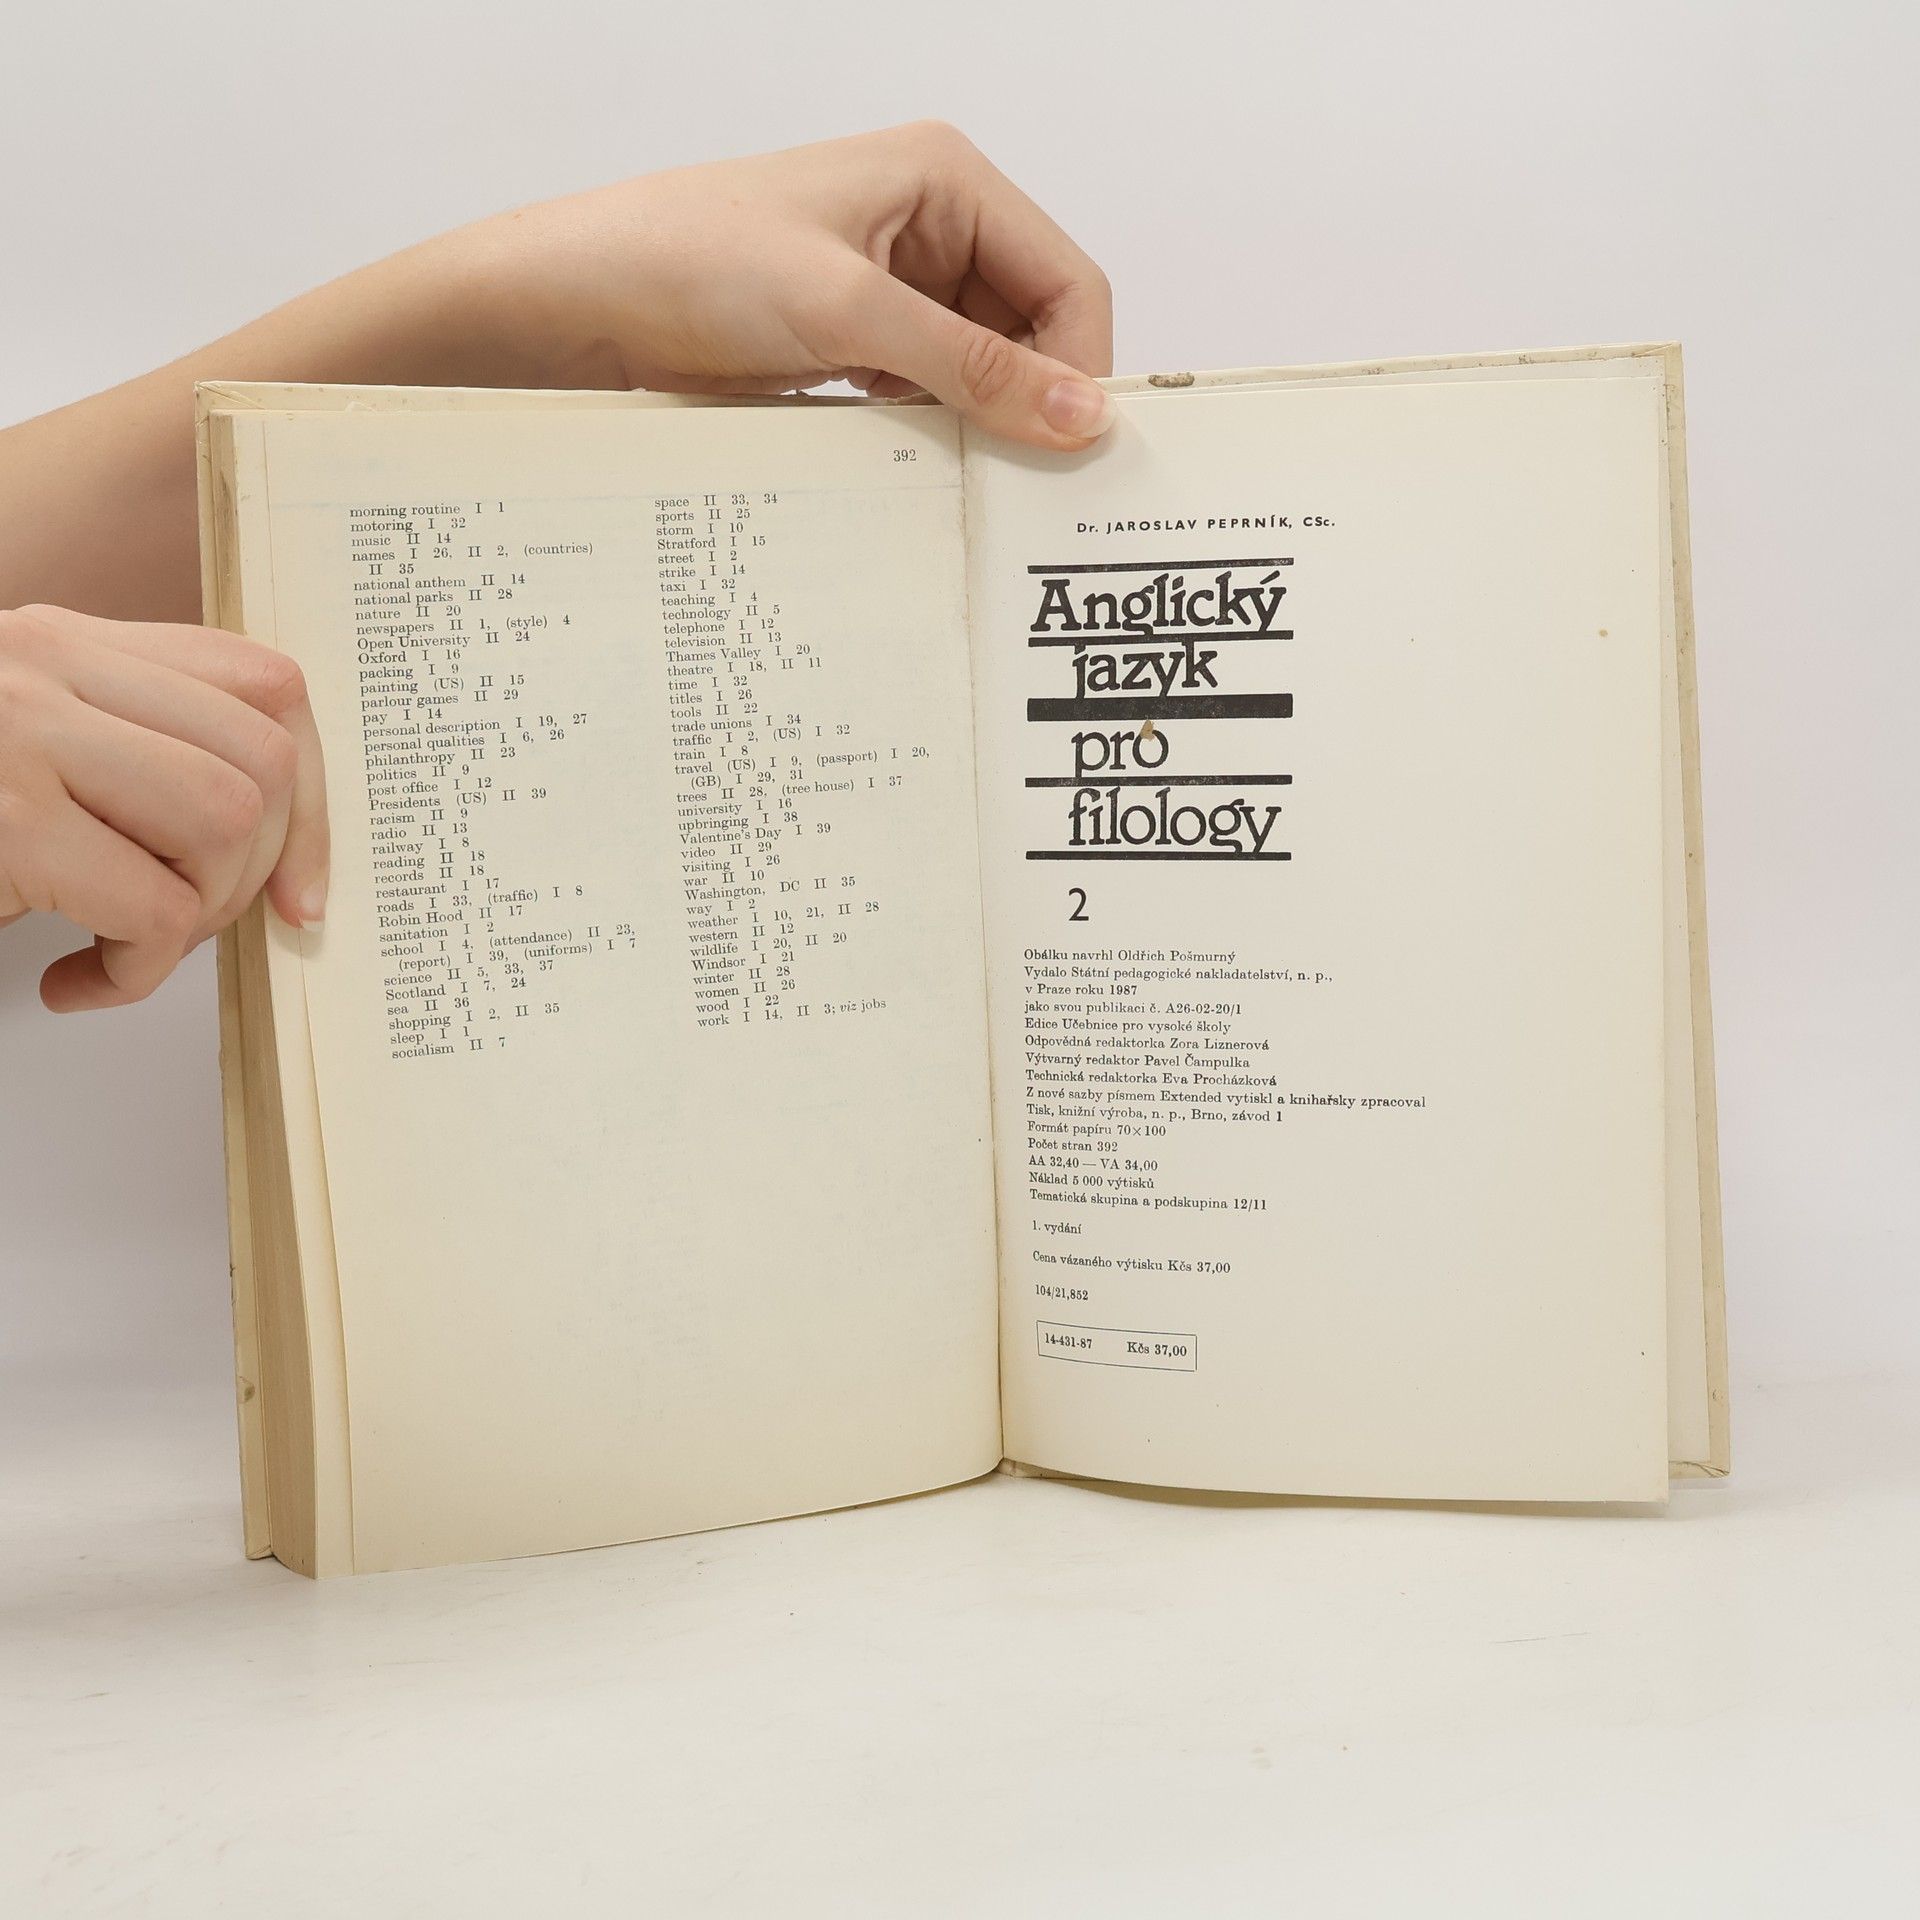 392
morning routine I 1
motoring I 32
music II 14
names I 26, II 2, (countries)
II 35
national anthem II 14
national parks II 28
nature II 20
newspapers II 1, (style) 4
Open University II 24
Oxford I 16
packing I 9
painting (US) II 15
parlour games II 29
pay I 14
personal description I 19, 27
personal qualities I 6, 26
philanthropy II 23
politics II 9
post office I 12
Presidents (US) II 39
racism II 9
radio II 13
railway I 8
reading II 18
records II 18
restaurant I 17
roads I 33, (traffic) I 8
Robin Hood II 17
sanitation I 2
school I 4, (attendance) II 23,
(report) I 39, (uniforms) I 7
science II 5, 33, 37
Scotland I 7, 24
sea II 36
shopping I 2, II 35
sleep I 1
socialism II 7
space II 33, 34
sports II 25
storm I 10
Stratford I 15
street I 2
strike I 14
taxi I 32
teaching I 4
technology II 5
telephone I 12
television II 13
Thames Valley I 20
theatre I 18, II 11
time I 32
titles I 26
tools II 22
trade unions I 34
traffic I 2, (US) I 32
train I 8
travel (US) I 9, (passport) I 20,
(GB) I 29, 31
trees II 28, (tree house) I 37
university I 16
upbringing I 38
Valentine's Day I 39
video II 29
visiting I 26
war II 10
Washington, DC II 35
way I 2
weather I 10, 21, II 28
western II 12
wildlife I 20, II 20
Windsor I 21
winter II 28
women II 26
wood I 22
work I 14, II 3; viz jobs
Dr. JAROSLAV PEPRNÍK, CSc.
Anglický
jazyk
pro
filology
2
Obálku navrhl Oldřich Pošmurný
Vydalo Státní pedagogické nakladatelství, n. p.,
v Praze roku 1987
jako svou publikaci č. A26-02-20/1
Edice Učebnice pro vysoké školy
Odpovědná redaktorka Zora Liznerová
Výtvarný redaktor Pavel Čampulka
Technická redaktorka Eva Procházková
Z nové sazby písmem Extended vytiskl a knihařsky zpracoval
Tisk, knižní výroba, n. p., Brno, závod 1
Formát papíru 70×100
Počet stran 392
AA 32,40 — VA 34,00
Náklad 5 000 výtisků
Tematická skupina a podskupina 12/11
1. vydání
Cena vázaného výtisku Kčs 37,00
104/21,852
14-431-87 Kčs 37,00